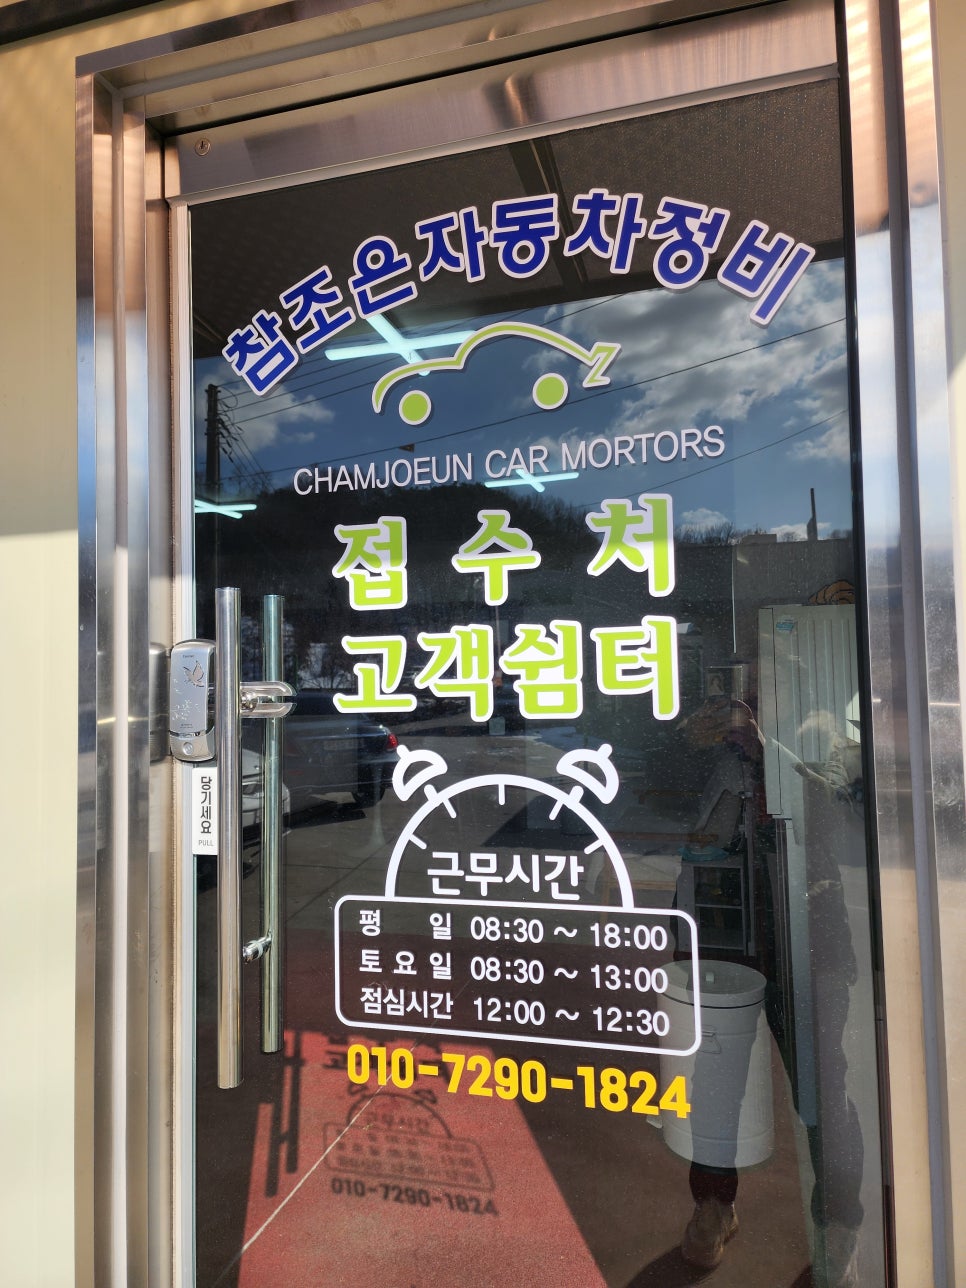 참조은자동차정비
CHAMJOEUN CAR MORTORS
접수처
고객쉼터
당기세요
PULL
근무시간
평 일 08:30 ~ 18:00
토요일 08:30 ~ 13:00
점심시간 12:00 ~ 12:30
010-7290-1824